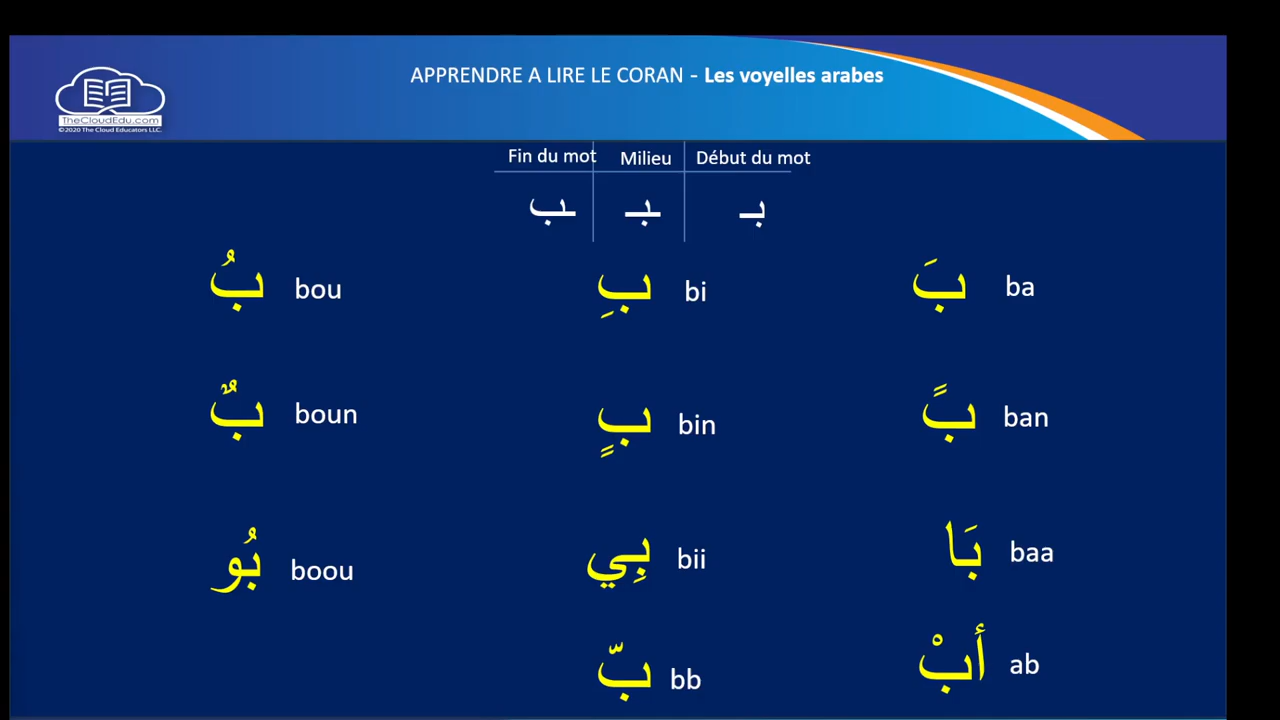 APPRENDRE A LIRE LE CORAN - Les voyelles arabes
TheCloudEdu.com
©2020 The Cloud Educators LLC.
Fin du mot Milieu Début du mot
ـب ـبـ بـ
بُ bou بِ bi بَ ba
بٌ boun بٍ bin بً ban
بُو boou بِي bii بَا baa
بّ bb أبْ ab